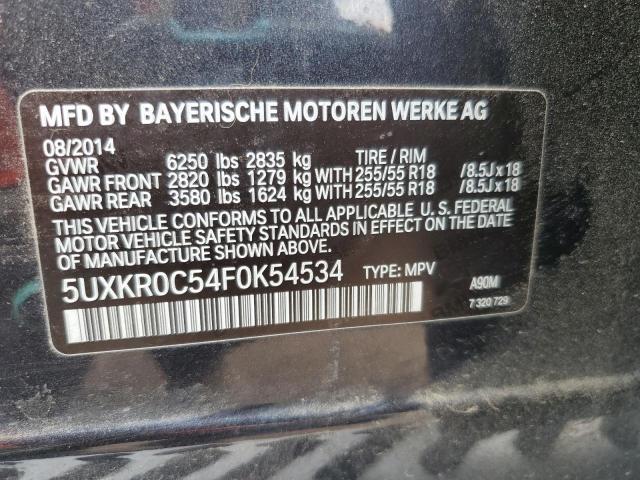 MFD BY BAYERISCHE MOTOREN WERKE AG
08/2014
GVWR 6250 lbs 2835 kg TIRE / RIM
GAWR FRONT 2820 lbs 1279 kg WITH 255/55 R18 /8.5J x 18
GAWR REAR 3580 lbs 1624 kg WITH 255/55 R18 /8.5J x 18
THIS VEHICLE CONFORMS TO ALL APPLICABLE U. S. FEDERAL
MOTOR VEHICLE SAFETY STANDARDS IN EFFECT ON THE DATE
OF MANUFACTURE SHOWN ABOVE.
5UXKR0C54F0K54534 TYPE: MPV A90M
7 320 729